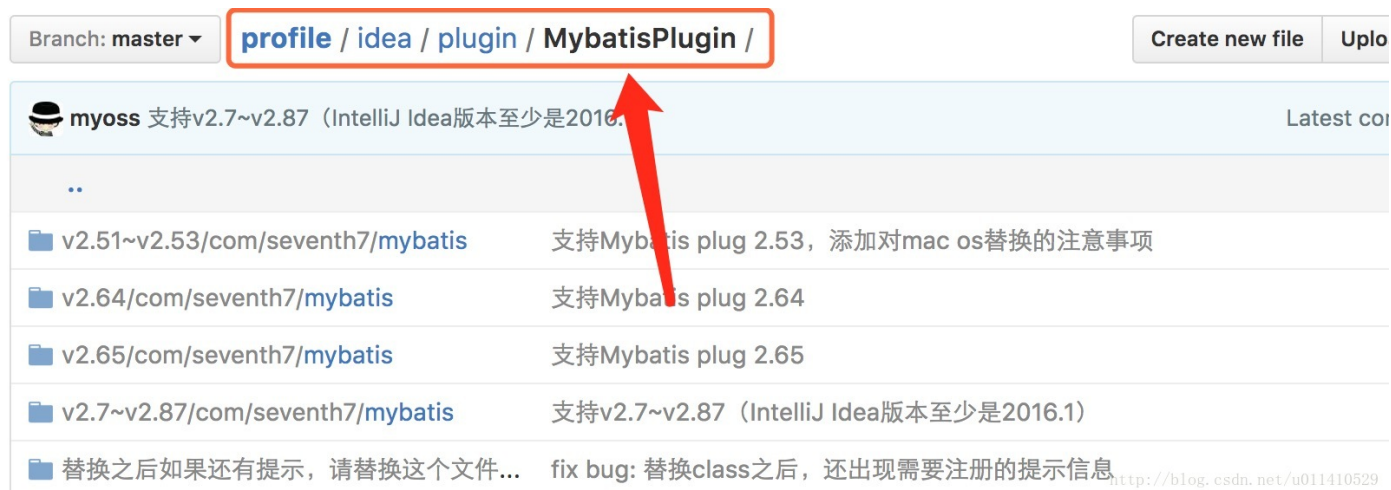 Branch: master profile / idea / plugin / MybatisPlugin / Create new file Uplo
myoss 支持v2.7~v2.87（IntelliJ Idea版本至少是2016. Latest cor
..
v2.51~v2.53/com/seventh7/mybatis 支持Mybatis plug 2.53，添加对mac os替换的注意事项
v2.64/com/seventh7/mybatis 支持Mybatis plug 2.64
v2.65/com/seventh7/mybatis 支持Mybatis plug 2.65
v2.7~v2.87/com/seventh7/mybatis 支持v2.7~v2.87（IntelliJ Idea版本至少是2016.1）
替换之后如果还有提示，请替换这个文件... fix bug: 替换class之后，还出现需要注册的提示信息
http://blog.csdn.net/u011410529